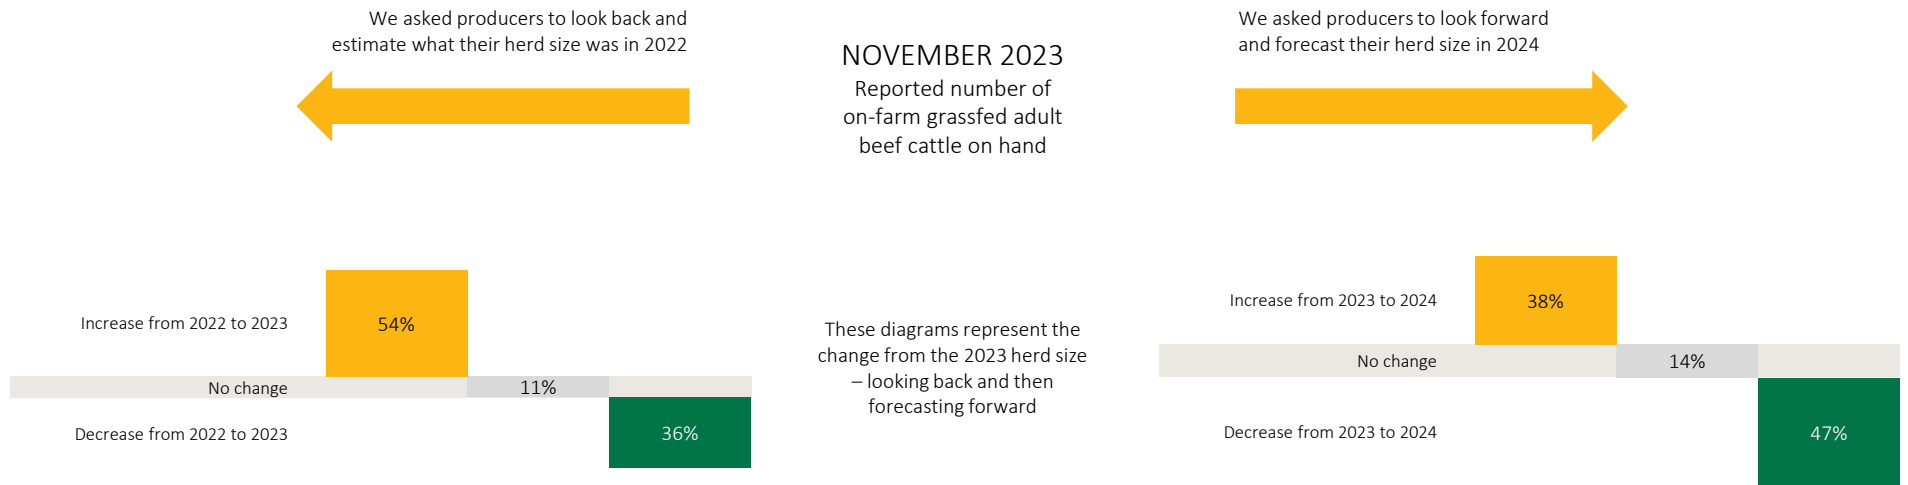 We asked producers to look back and
estimate what their herd size was in 2022
NOVEMBER 2023
Reported number of
on-farm grassfed adult
beef cattle on hand
We asked producers to look forward
and forecast their herd size in 2024
Increase from 2022 to 2023
54%
No change
11%
Decrease from 2022 to 2023
36%
These diagrams represent the
change from the 2023 herd size
– looking back and then
forecasting forward
Increase from 2023 to 2024
38%
No change
14%
Decrease from 2023 to 2024
47%